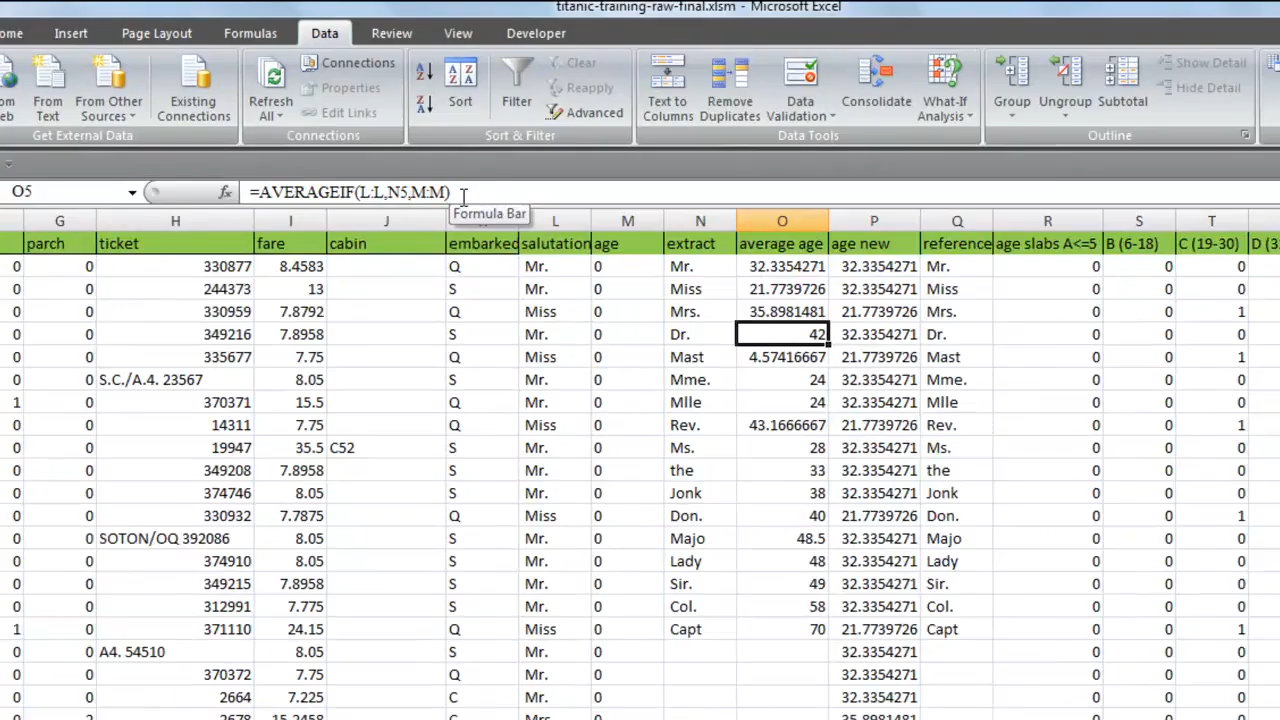 titanic-training-raw-final.xlsm - Microsoft Excel
ome Insert Page Layout Formulas Data Review View Developer
om eb
From Text
From Other Sources
Existing Connections
Get External Data
Refresh All
Connections
Properties
Edit Links
Connections
Sort
Filter
Clear
Reapply
Advanced
Sort & Filter
Text to Columns
Remove Duplicates
Data Validation
Consolidate
What-If Analysis
Data Tools
Group
Ungroup
Subtotal
Show Detail
Hide Detail
Outline
O5 fx =AVERAGEIF(L:L,N5,M:M)
Formula Bar
G H I J L M N O P Q R S T
parch ticket fare cabin embarked salutation age extract average age age new reference age slabs A<=5 B (6-18) C (19-30) D (3
0 0 330877 8.4583 Q Mr. 0 Mr. 32.3354271 32.3354271 Mr. 0 0 0
0 0 244373 13 S Mr. 0 Miss 21.7739726 32.3354271 Miss 0 0 0
0 0 330959 7.8792 Q Miss 0 Mrs. 35.8981481 21.7739726 Mrs. 0 0 1
0 0 349216 7.8958 S Mr. 0 Dr. 42 32.3354271 Dr. 0 0 0
0 0 335677 7.75 Q Miss 0 Mast 4.57416667 21.7739726 Mast 0 0 1
0 0 S.C./A.4. 23567 8.05 S Mr. 0 Mme. 24 32.3354271 Mme. 0 0 0
1 0 370371 15.5 Q Mr. 0 Mlle 24 32.3354271 Mlle 0 0 0
0 0 14311 7.75 Q Miss 0 Rev. 43.1666667 21.7739726 Rev. 0 0 1
0 0 19947 35.5 C52 S Mr. 0 Ms. 28 32.3354271 Ms. 0 0 0
0 0 349208 7.8958 S Mr. 0 the 33 32.3354271 the 0 0 0
0 0 374746 8.05 S Mr. 0 Jonk 38 32.3354271 Jonk 0 0 0
0 0 330932 7.7875 Q Miss 0 Don. 40 21.7739726 Don. 0 0 1
0 0 SOTON/OQ 392086 8.05 S Mr. 0 Majo 48.5 32.3354271 Majo 0 0 0
0 0 374910 8.05 S Mr. 0 Lady 48 32.3354271 Lady 0 0 0
0 0 349215 7.8958 S Mr. 0 Sir. 49 32.3354271 Sir. 0 0 0
0 0 312991 7.775 S Mr. 0 Col. 58 32.3354271 Col. 0 0 0
1 0 371110 24.15 Q Miss 0 Capt 70 21.7739726 Capt 0 0 1
0 0 A4. 54510 8.05 S Mr. 0 32.3354271 0 0 0
0 0 370372 7.75 Q Mr. 0 32.3354271 0 0 0
0 0 2664 7.225 C Mr. 0 32.3354271 0 0 0
0 2 2678 15.2458 C Mrs. 0 35.8981481 0 0 0